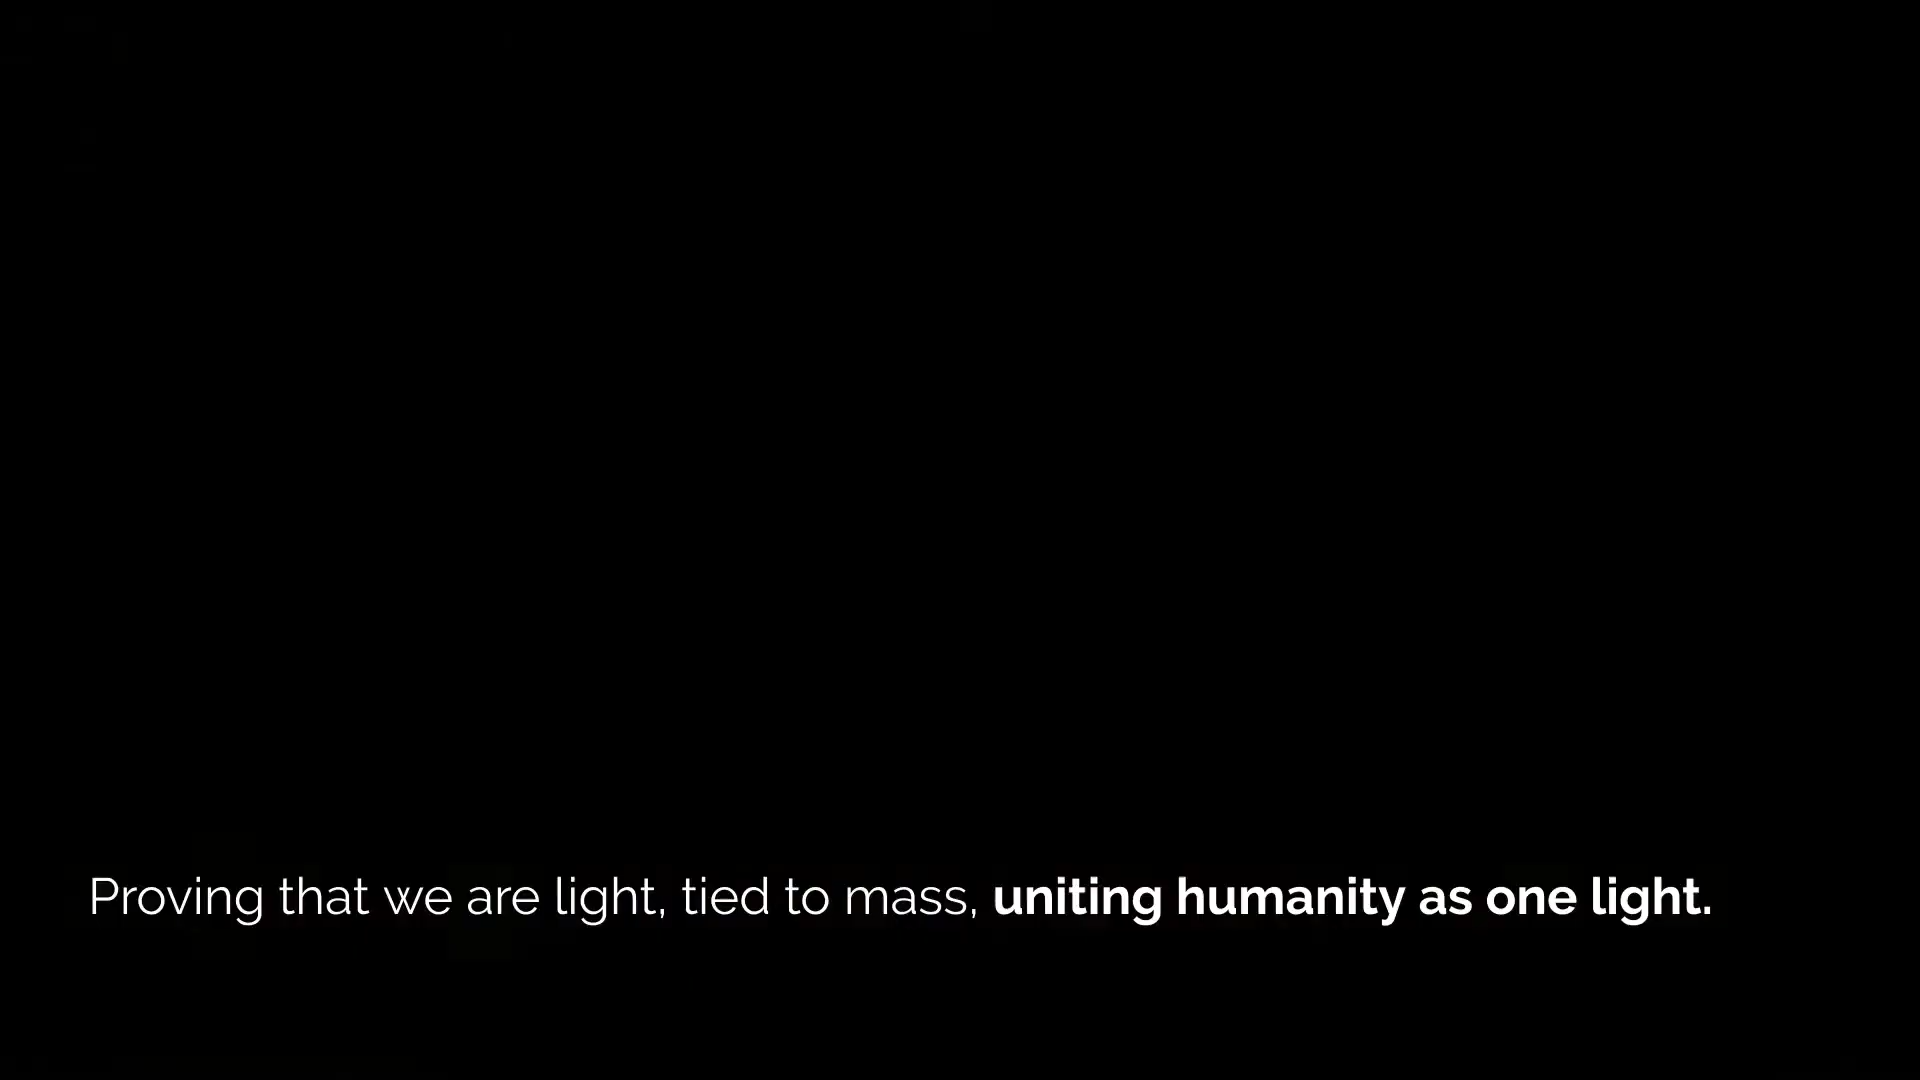 Proving that we are light, tied to mass, uniting humanity as one light.